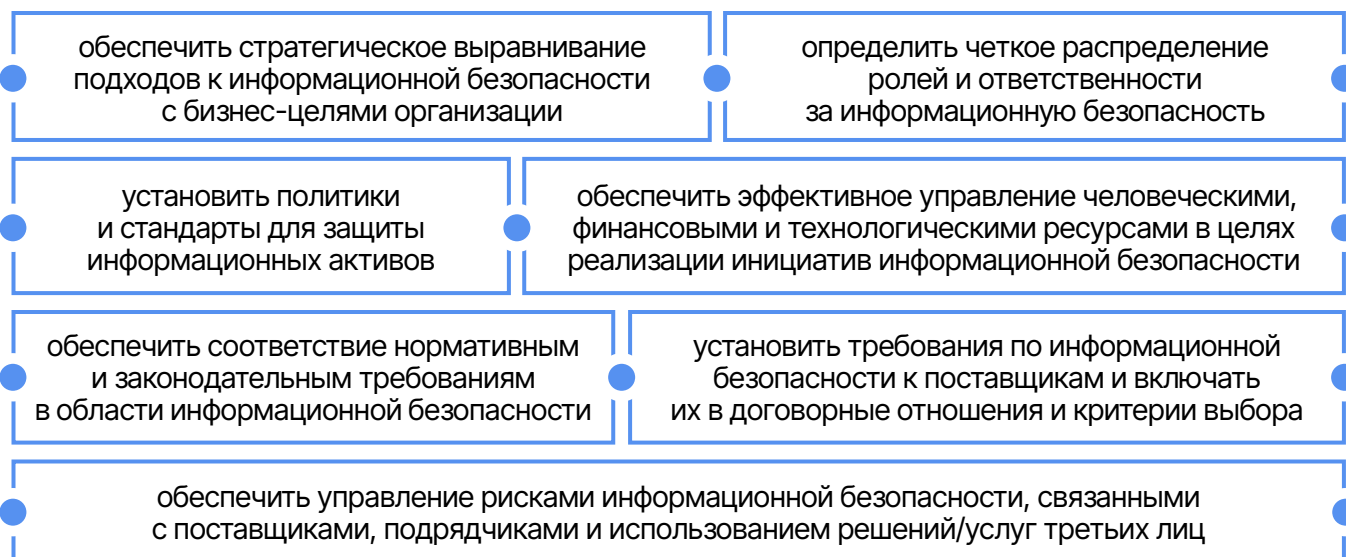 обеспечить стратегическое выравнивание
подходов к информационной безопасности
с бизнес-целями организации
определить четкое распределение
ролей и ответственности
за информационную безопасность
установить политики
и стандарты для защиты
информационных активов
обеспечить эффективное управление человеческими,
финансовыми и технологическими ресурсами в целях
реализации инициатив информационной безопасности
обеспечить соответствие нормативным
и законодательным требованиям
в области информационной безопасности
установить требования по информационной
безопасности к поставщикам и включать
их в договорные отношения и критерии выбора
обеспечить управление рисками информационной безопасности, связанными
с поставщиками, подрядчиками и использованием решений/услуг третьих лиц